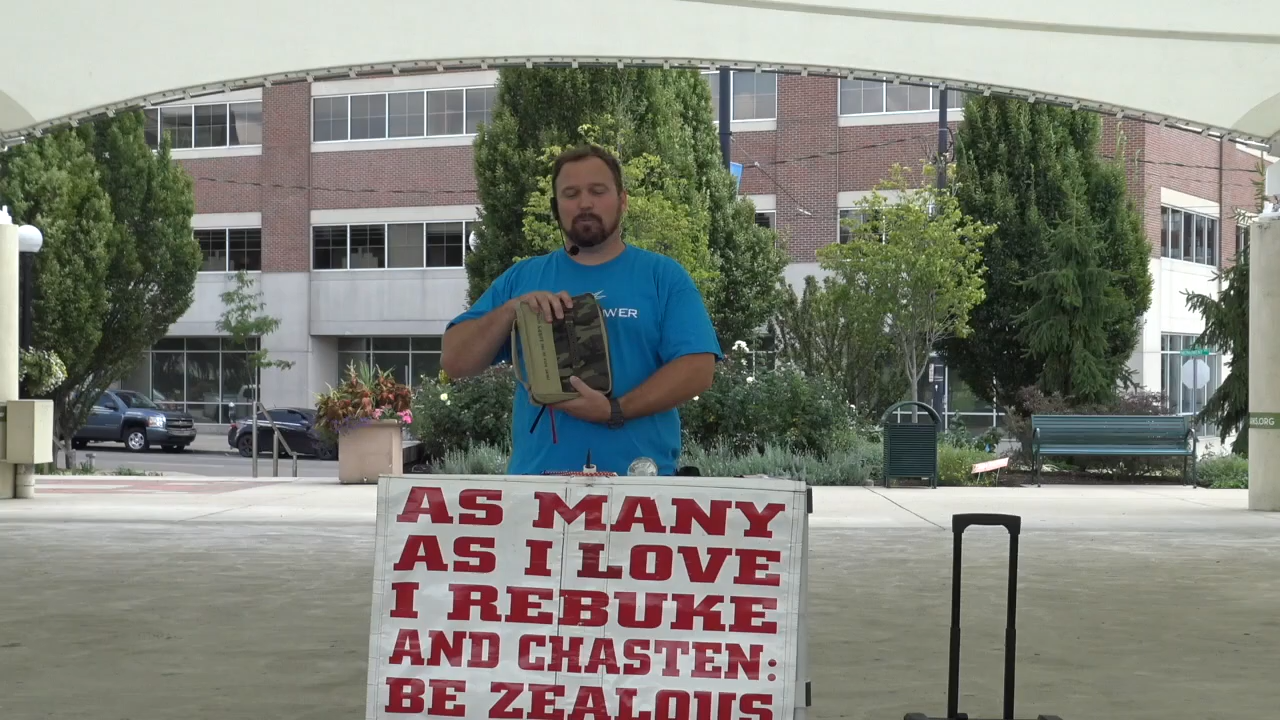 WER
AS MANY
AS I LOVE
I REBUKE
AND CHASTEN:
BE ZEALOUS